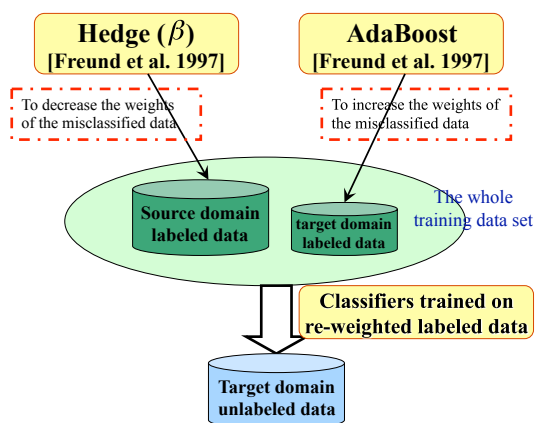 Hedge (β)
[Freund et al. 1997]
AdaBoost
[Freund et al. 1997]
To decrease the weights
of the misclassified data
To increase the weights of
the misclassified data
Source domain
labeled data
target domain
labeled data
The whole
training data set
Classifiers trained on
re-weighted labeled data
Target domain
unlabeled data